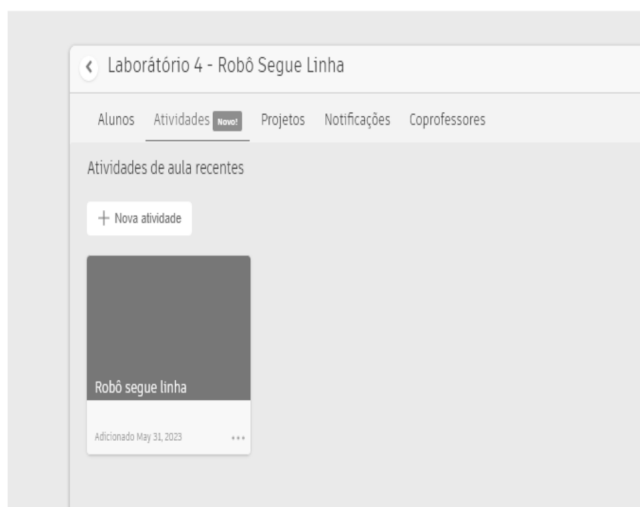 Laborátório 4 - Robô Segue Linha
Alunos Atividades Novo! Projetos Notificações Coprofessores
Atividades de aula recentes
+ Nova atividade
Robô segue linha
Adicionado May 31, 2023